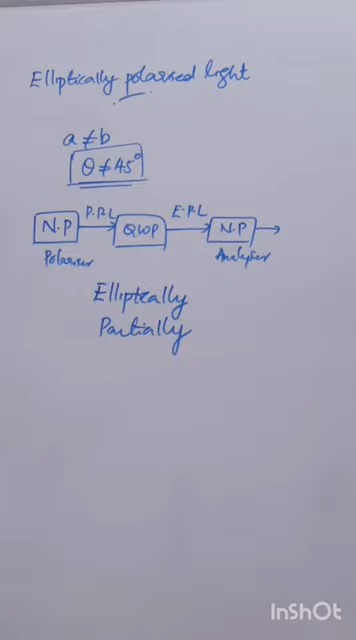 Elliptically polarised light
a ≠ b
θ ≠ 45°
N.P P.P.L QWP E.P.L N.P
Polariser Analyser
Elliptically
Partially
InShOt